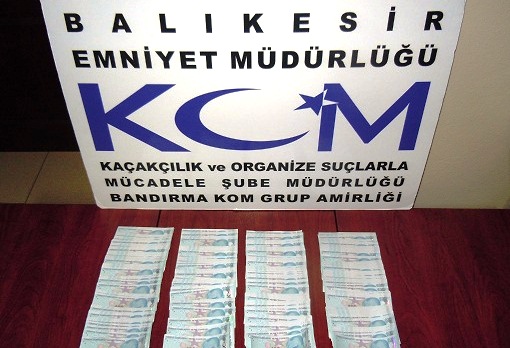 BALIKESİR
EMNİYET MÜDÜRLÜĞÜ
KOM
KAÇAKÇILIK ve ORGANİZE SUÇLARLA
MÜCADELE ŞUBE MÜDÜRLÜĞÜ
BANDIRMA KOM GRUP AMİRLİĞİ